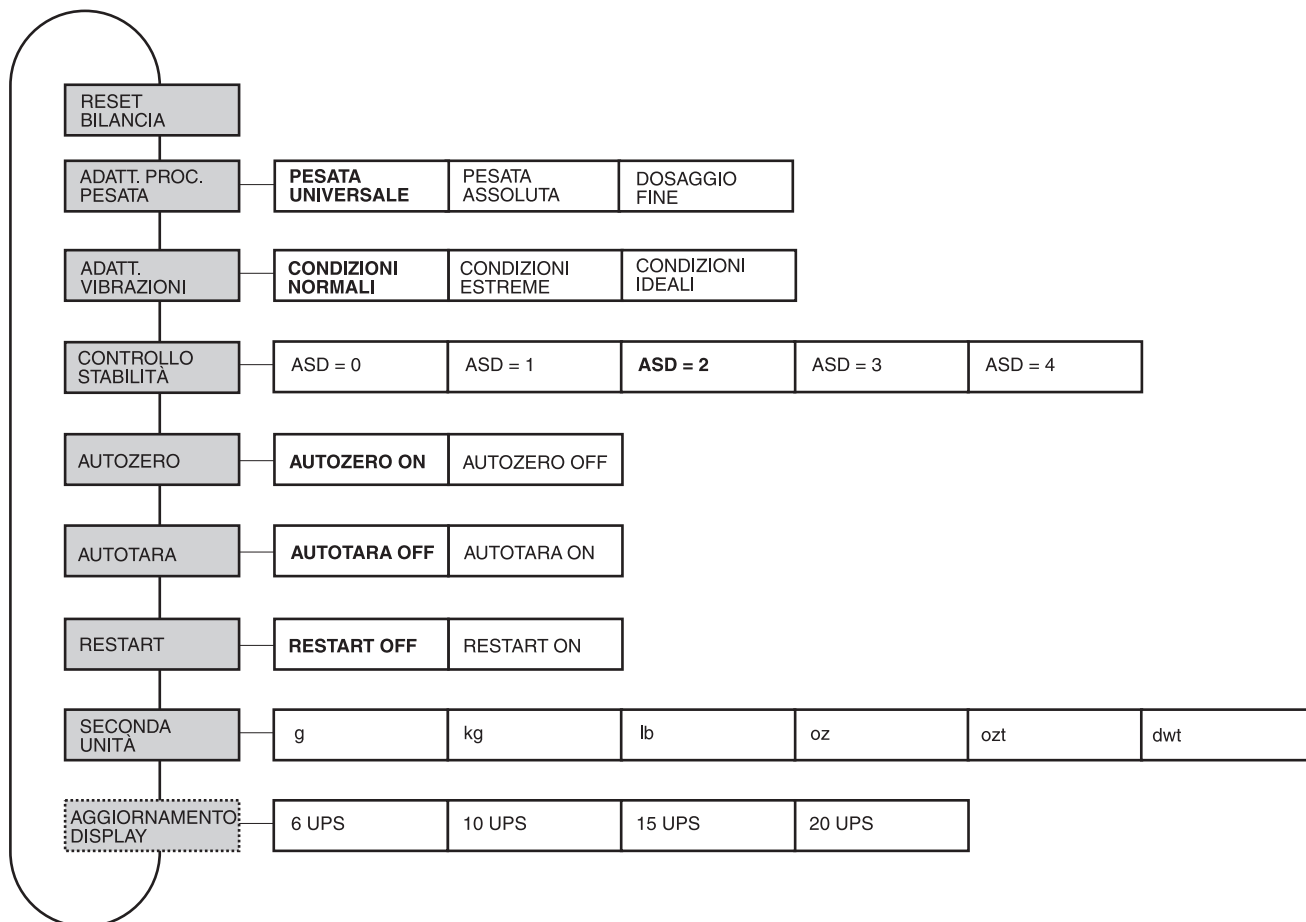 RESET
BILANCIA
ADATT. PROC.
PESATA
PESATA
UNIVERSALE
PESATA
ASSOLUTA
DOSAGGIO
FINE
ADATT.
VIBRAZIONI
CONDIZIONI
NORMALI
CONDIZIONI
ESTREME
CONDIZIONI
IDEALI
CONTROLLO
STABILITÀ
ASD = 0
ASD = 1
ASD = 2
ASD = 3
ASD = 4
AUTOZERO
AUTOZERO ON
AUTOZERO OFF
AUTOTARA
AUTOTARA OFF
AUTOTARA ON
RESTART
RESTART OFF
RESTART ON
SECONDA
UNITÀ
g
kg
lb
oz
ozt
dwt
AGGIORNAMENTO
DISPLAY
6 UPS
10 UPS
15 UPS
20 UPS